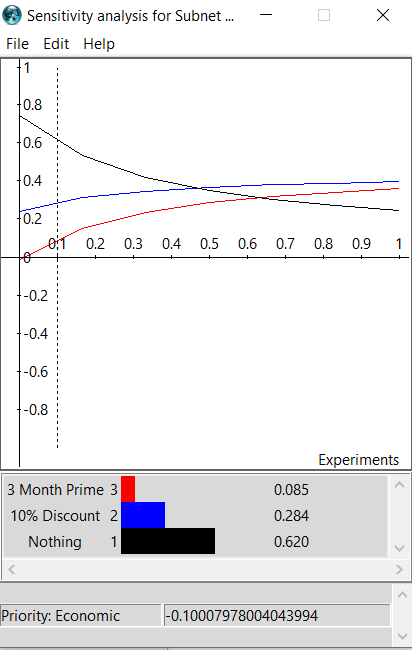 Sensitivity analysis for Subnet ...
File Edit Help
1
0.8
0.6
0.4
0.2
0 0.1 0.2 0.3 0.4 0.5 0.6 0.7 0.8 0.9 1
-0.2
-0.4
-0.6
-0.8
Experiments
3 Month Prime 3 0.085
10% Discount 2 0.284
Nothing 1 0.620
Priority: Economic -0.10007978004043994